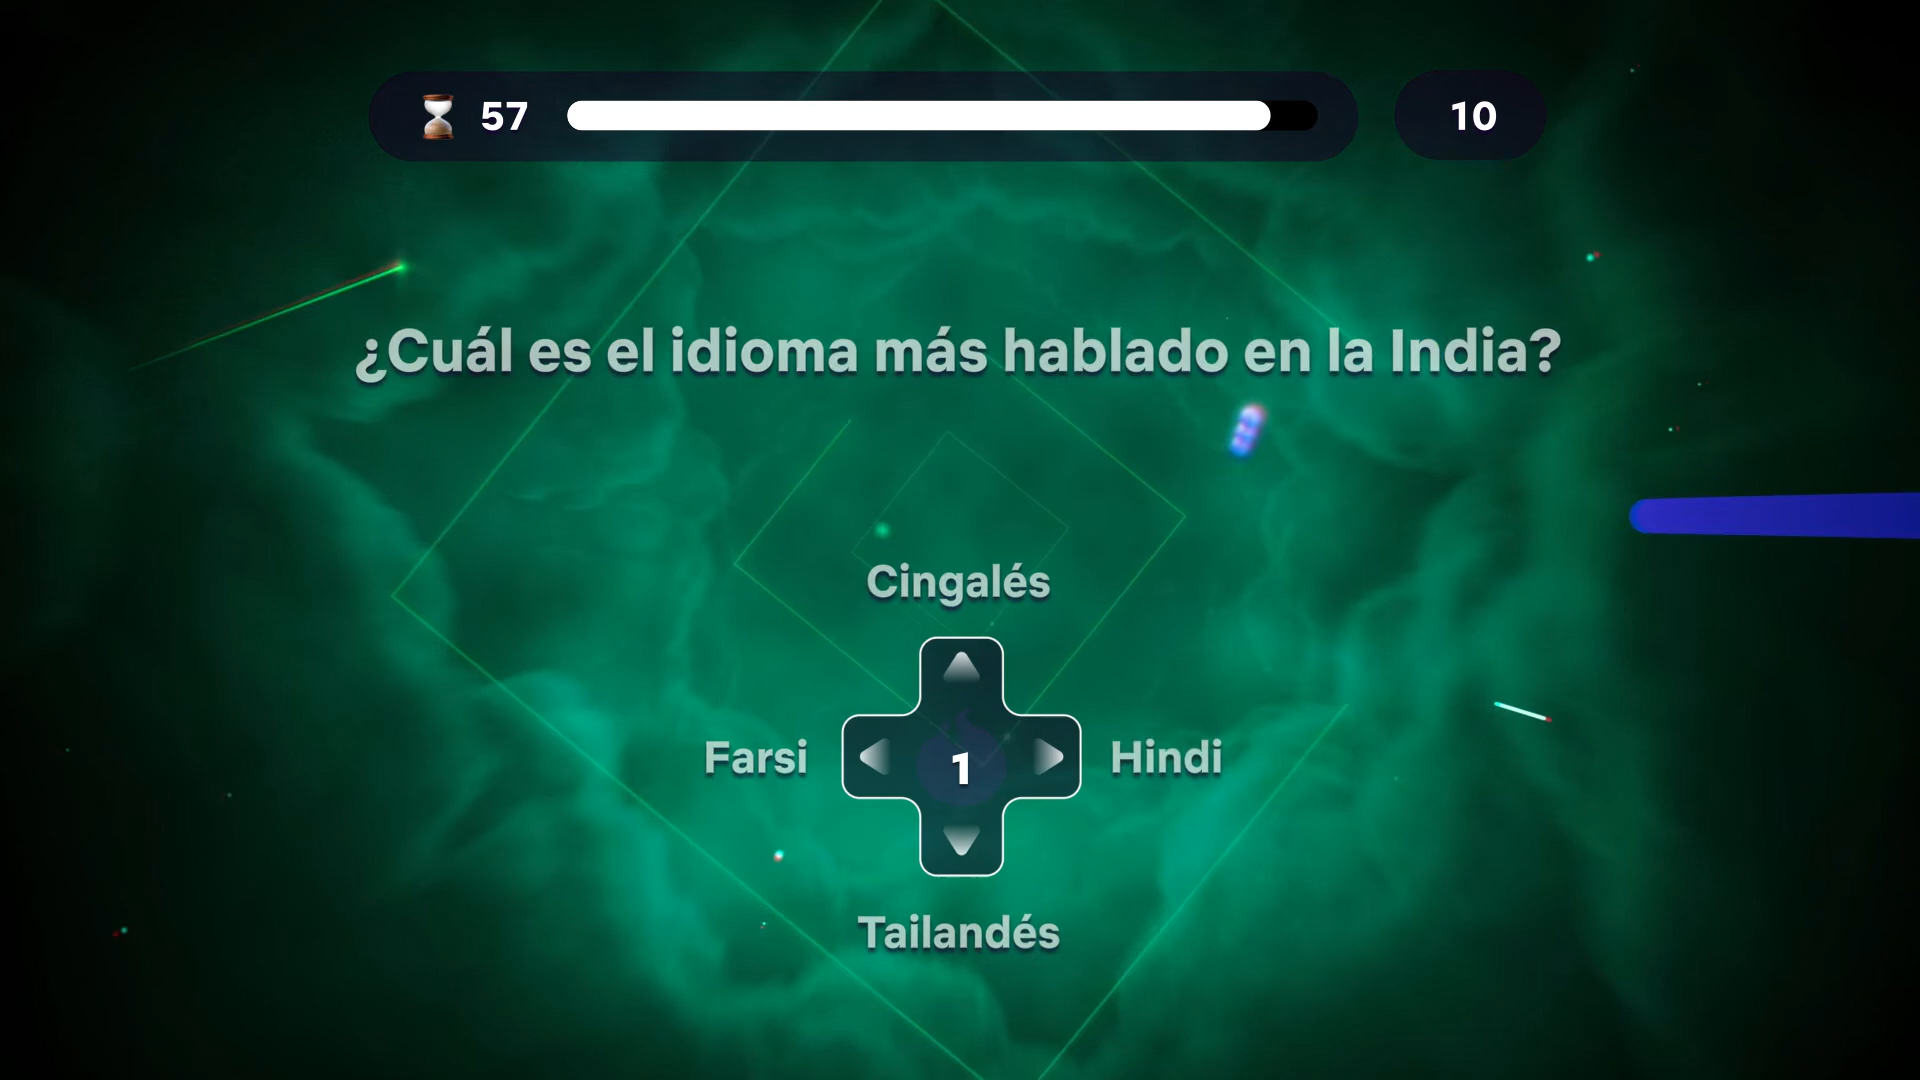 57
10
¿Cuál es el idioma más hablado en la India?
Cingalés
Farsi
1
Hindi
Tailandés